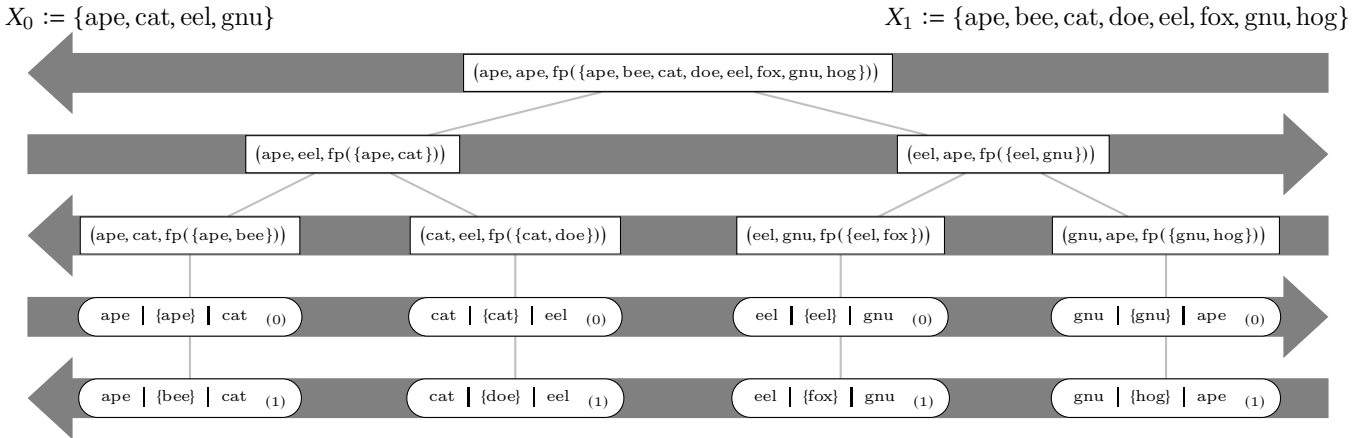 X₀ := {ape, cat, eel, gnu} X₁ := {ape, bee, cat, doe, eel, fox, gnu, hog}
(ape, ape, fp({ape, bee, cat, doe, eel, fox, gnu, hog}))
(ape, eel, fp({ape, cat})) (eel, ape, fp({eel, gnu}))
(ape, cat, fp({ape, bee})) (cat, eel, fp({cat, doe})) (eel, gnu, fp({eel, fox})) (gnu, ape, fp({gnu, hog}))
ape | {ape} | cat (0) cat | {cat} | eel (0) eel | {eel} | gnu (0) gnu | {gnu} | ape (0)
ape | {bee} | cat (1) cat | {doe} | eel (1) eel | {fox} | gnu (1) gnu | {hog} | ape (1)